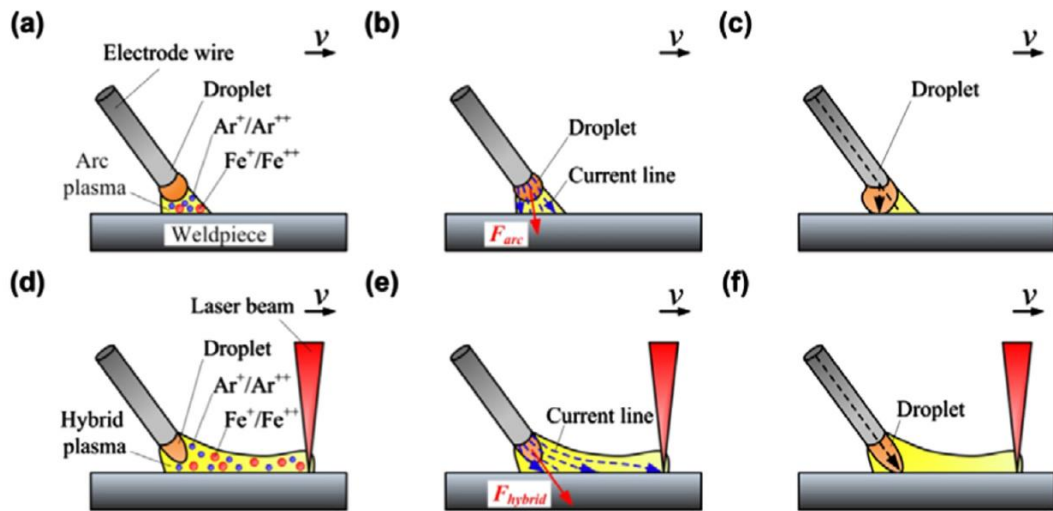 (a)
v
Electrode wire
Droplet
Ar⁺/Ar⁺⁺
Fe⁺/Fe⁺⁺
Arc
plasma
Weldpiece
(b)
v
Droplet
Current line
F_arc
(c)
v
Droplet
(d)
v
Laser beam
Droplet
Ar⁺/Ar⁺⁺
Fe⁺/Fe⁺⁺
Hybrid
plasma
(e)
v
Current line
F_hybrid
(f)
v
Droplet